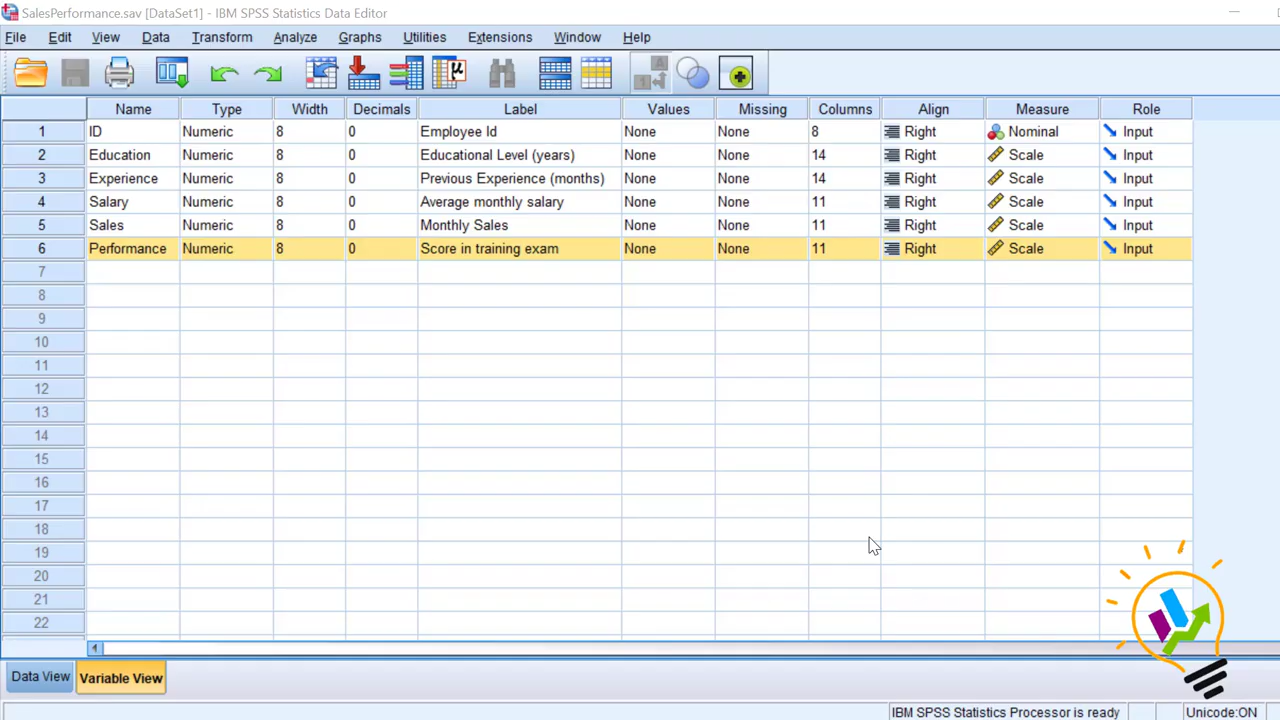 SalesPerformance.sav [DataSet1] - IBM SPSS Statistics Data Editor
File Edit View Data Transform Analyze Graphs Utilities Extensions Window Help
Name Type Width Decimals Label Values Missing Columns Align Measure Role
1 ID Numeric 8 0 Employee Id None None 8 Right Nominal Input
2 Education Numeric 8 0 Educational Level (years) None None 14 Right Scale Input
3 Experience Numeric 8 0 Previous Experience (months) None None 14 Right Scale Input
4 Salary Numeric 8 0 Average monthly salary None None 11 Right Scale Input
5 Sales Numeric 8 0 Monthly Sales None None 11 Right Scale Input
6 Performance Numeric 8 0 Score in training exam None None 11 Right Scale Input
7
8
9
10
11
12
13
14
15
16
17
18
19
20
21
22
Data View Variable View
IBM SPSS Statistics Processor is ready Unicode:ON